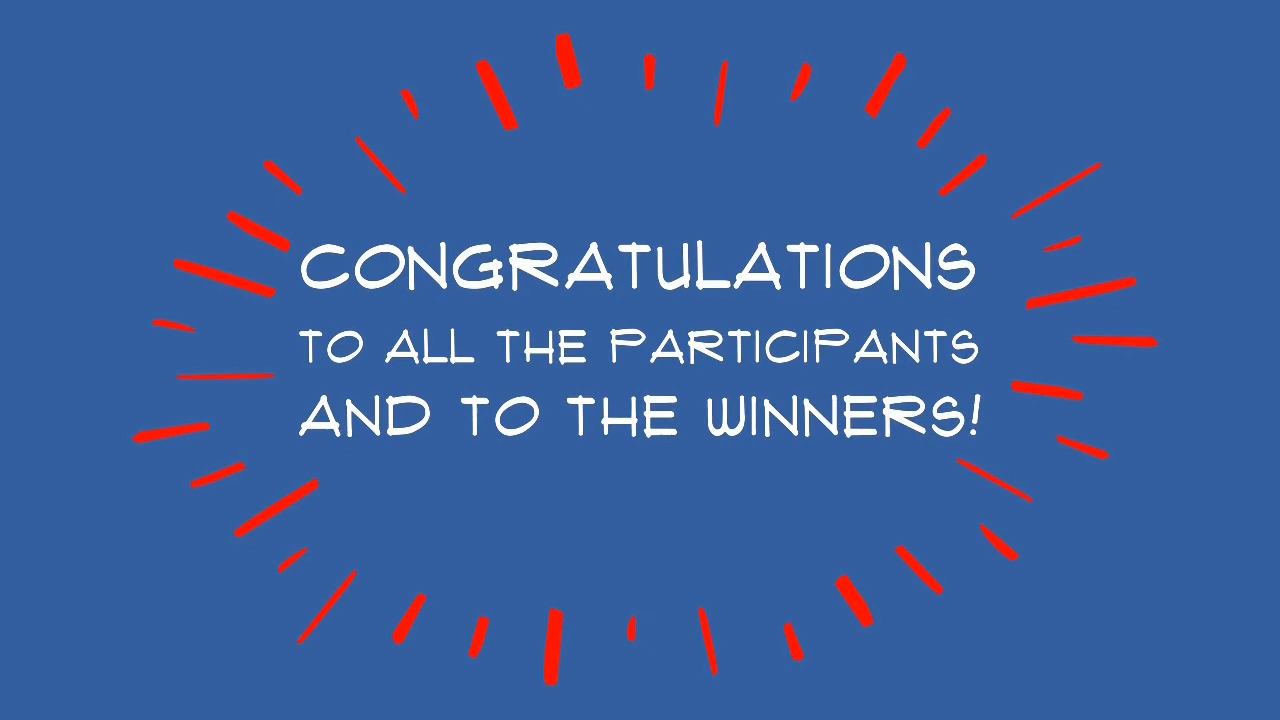 CONGRATULATIONS
TO ALL THE PARTICIPANTS
AND TO THE WINNERS!